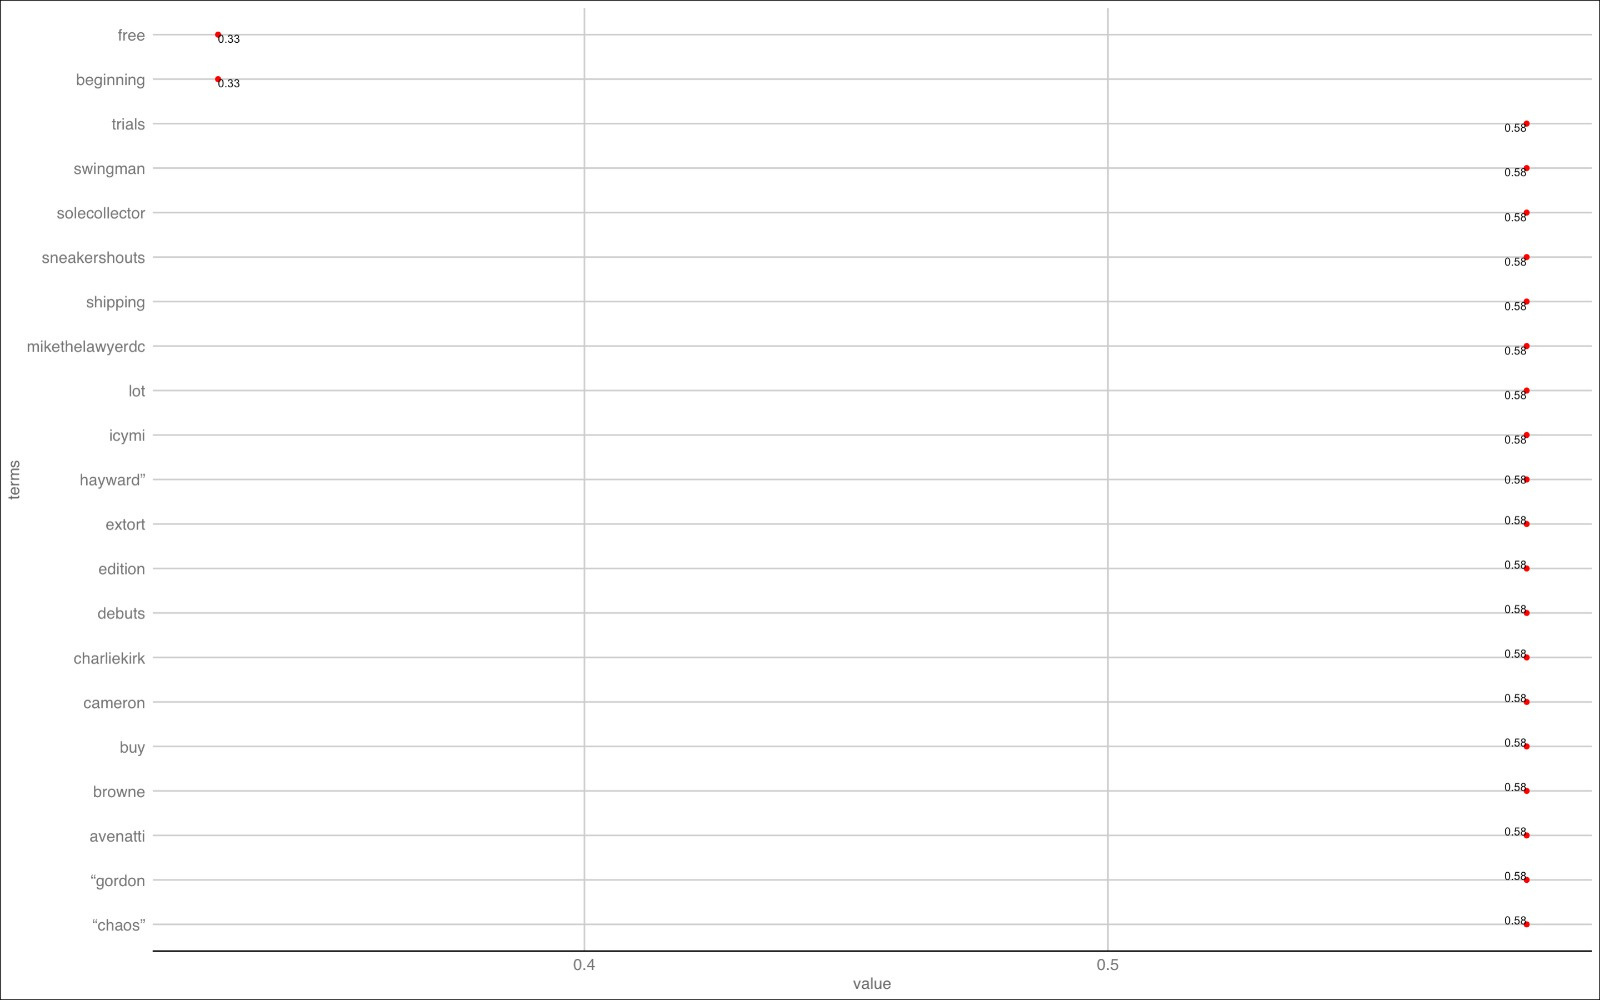 free 0.33
beginning 0.33
trials 0.58
swingman 0.58
solecollector 0.58
sneakershouts 0.58
shipping 0.58
mikethelawyerdc 0.58
lot 0.58
icymi 0.58
hayward” 0.58
extort 0.58
edition 0.58
debuts 0.58
charliekirk 0.58
cameron 0.58
buy 0.58
browne 0.58
avenatti 0.58
“gordon 0.58
“chaos” 0.58
terms
0.4 0.5
value